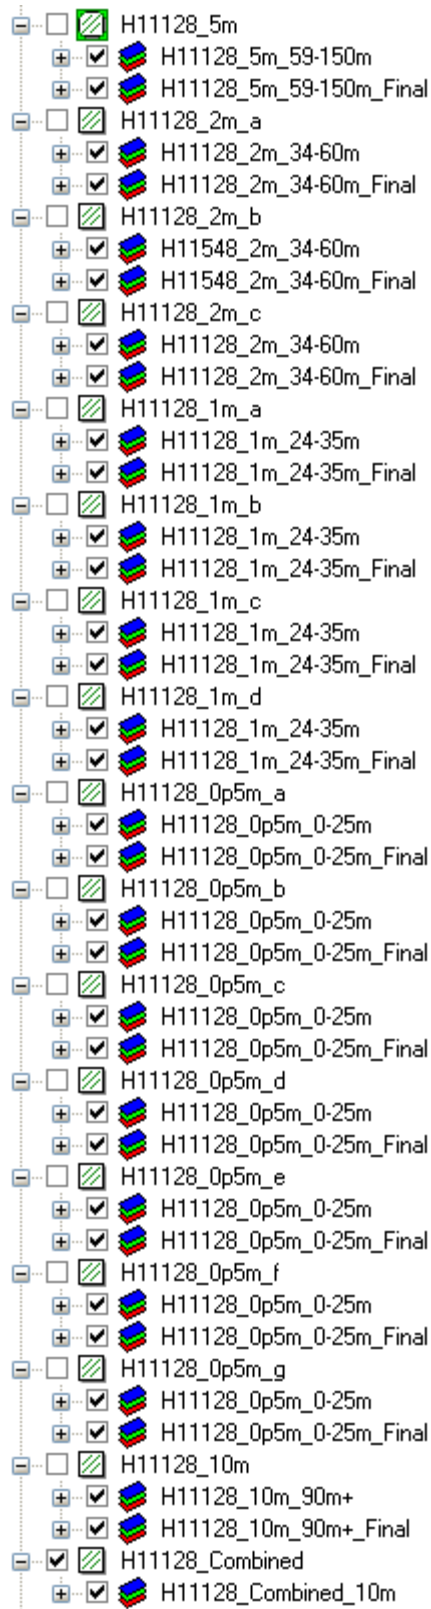 H11128_5m
H11128_5m_59-150m
H11128_5m_59-150m_Final
H11128_2m_a
H11128_2m_34-60m
H11128_2m_34-60m_Final
H11128_2m_b
H11548_2m_34-60m
H11548_2m_34-60m_Final
H11128_2m_c
H11128_2m_34-60m
H11128_2m_34-60m_Final
H11128_1m_a
H11128_1m_24-35m
H11128_1m_24-35m_Final
H11128_1m_b
H11128_1m_24-35m
H11128_1m_24-35m_Final
H11128_1m_c
H11128_1m_24-35m
H11128_1m_24-35m_Final
H11128_1m_d
H11128_1m_24-35m
H11128_1m_24-35m_Final
H11128_0p5m_a
H11128_0p5m_0-25m
H11128_0p5m_0-25m_Final
H11128_0p5m_b
H11128_0p5m_0-25m
H11128_0p5m_0-25m_Final
H11128_0p5m_c
H11128_0p5m_0-25m
H11128_0p5m_0-25m_Final
H11128_0p5m_d
H11128_0p5m_0-25m
H11128_0p5m_0-25m_Final
H11128_0p5m_e
H11128_0p5m_0-25m
H11128_0p5m_0-25m_Final
H11128_0p5m_f
H11128_0p5m_0-25m
H11128_0p5m_0-25m_Final
H11128_0p5m_g
H11128_0p5m_0-25m
H11128_0p5m_0-25m_Final
H11128_10m
H11128_10m_90m+
H11128_10m_90m+_Final
H11128_Combined
H11128_Combined_10m